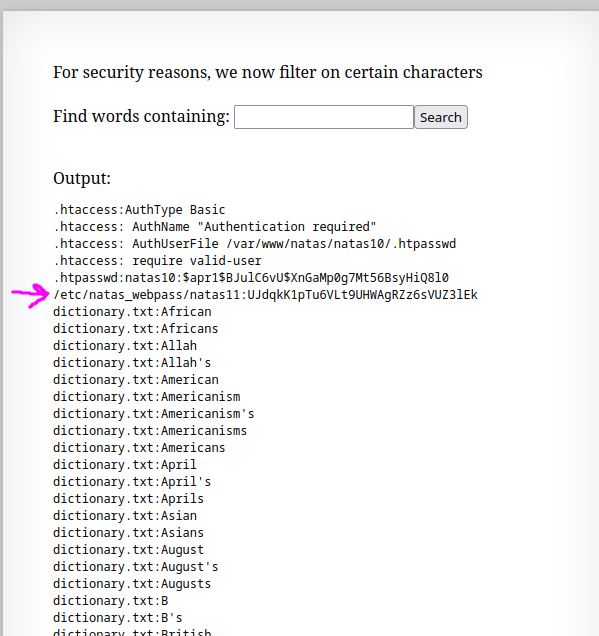 For security reasons, we now filter on certain characters
Find words containing: Search
Output:
.htaccess:AuthType Basic
.htaccess: AuthName "Authentication required"
.htaccess: AuthUserFile /var/www/natas/natas10/.htpasswd
.htaccess: require valid-user
.htpasswd:natas10:$apr1$BJulC6vU$XnGaMp0g7Mt56BsyHiQ8l0
/etc/natas_webpass/natas11:UJdqkK1pTu6VLt9UHWAgRZz6sVUZ3lEk
dictionary.txt:African
dictionary.txt:Africans
dictionary.txt:Allah
dictionary.txt:Allah's
dictionary.txt:American
dictionary.txt:Americanism
dictionary.txt:Americanism's
dictionary.txt:Americanisms
dictionary.txt:Americans
dictionary.txt:April
dictionary.txt:April's
dictionary.txt:Aprils
dictionary.txt:Asian
dictionary.txt:Asians
dictionary.txt:August
dictionary.txt:August's
dictionary.txt:Augusts
dictionary.txt:B
dictionary.txt:B's
dictionary.txt:British